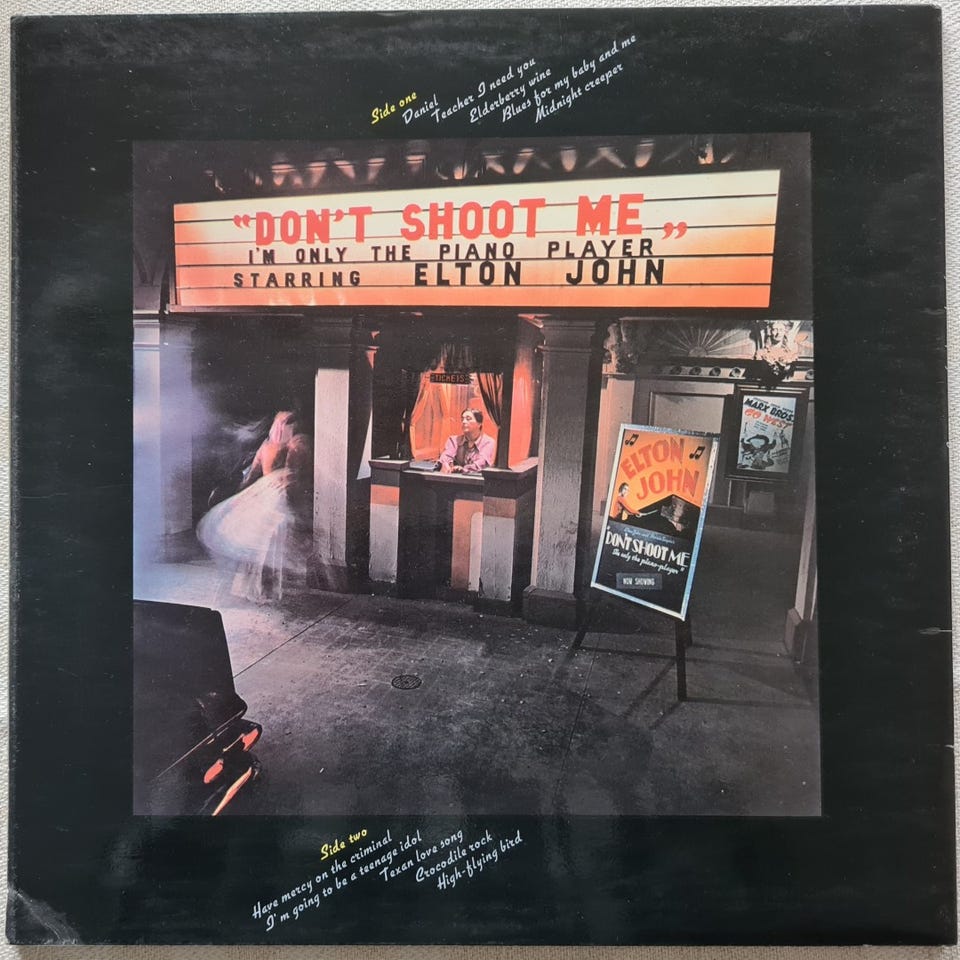 Side one
Daniel
Teacher I need you
Elderberry wine
Blues for my baby and me
Midnight creeper
"DON'T SHOOT ME„
I'M ONLY THE PIANO PLAYER
STARRING ELTON JOHN
TICKETS
MARX BROS.
GO WEST
ELTON
JOHN
"DON'T SHOOT ME
I'm only the piano-player"
NOW SHOWING
Side two
Have mercy on the criminal
I'm going to be a teenage idol
Texan love song
Crocodile rock
High-flying bird